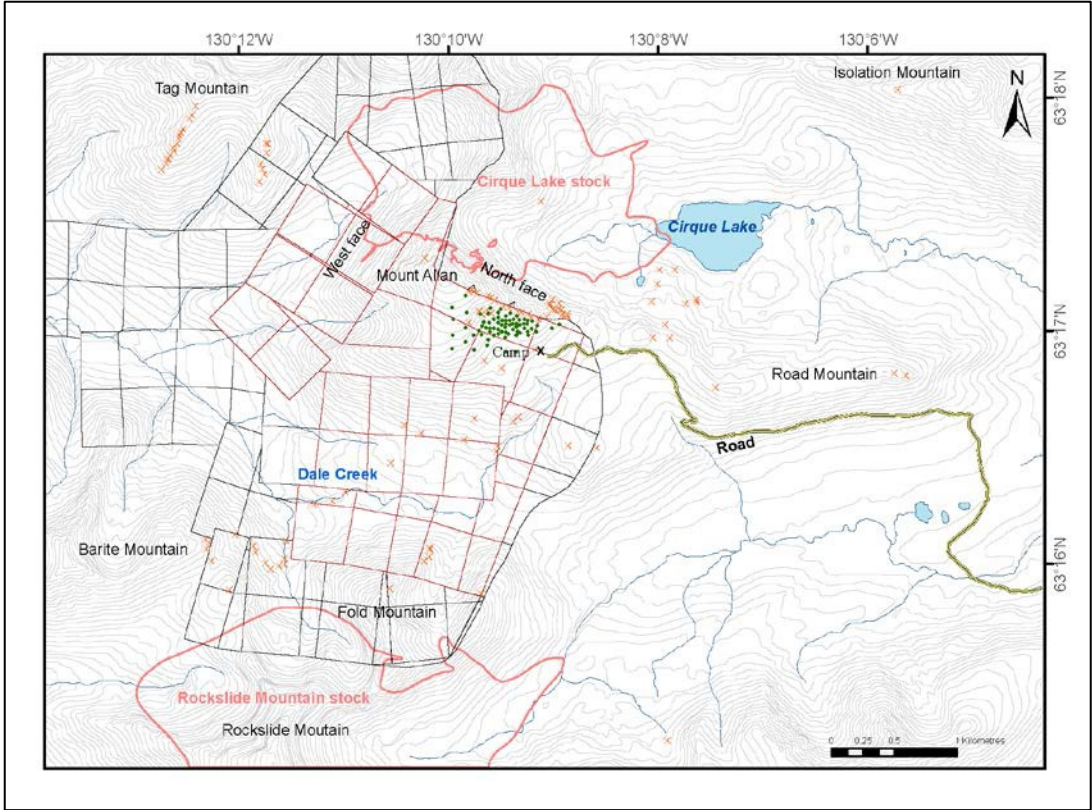 130°12'W 130°10'W 130°8'W 130°6'W
Tag Mountain
Isolation Mountain
N
63°18'N
Cirque Lake stock
Cirque Lake
West face
Mount Allan
North face
63°17'N
Camp x
Road Mountain
Road
Dale Creek
Barite Mountain
63°16'N
Fold Mountain
Rockslide Mountain stock
Rockslide Moutain
0 0.25 0.5 1 Kilometres